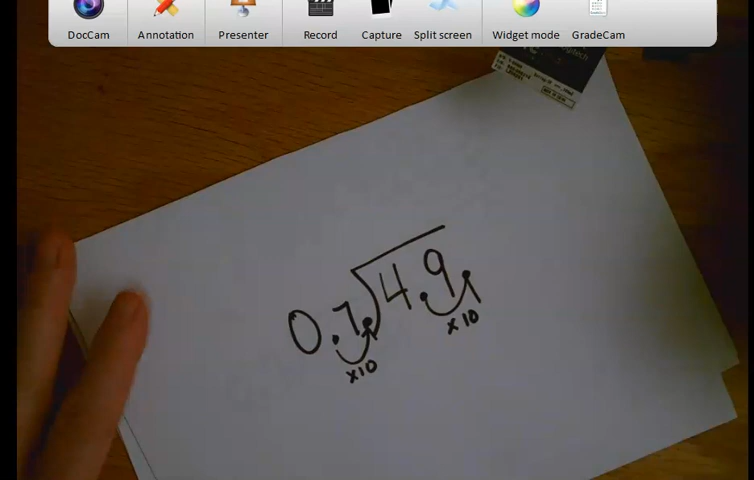 DocCam Annotation Presenter Record Capture Split screen Widget mode GradeCam
0.7 4.9
x10 x10